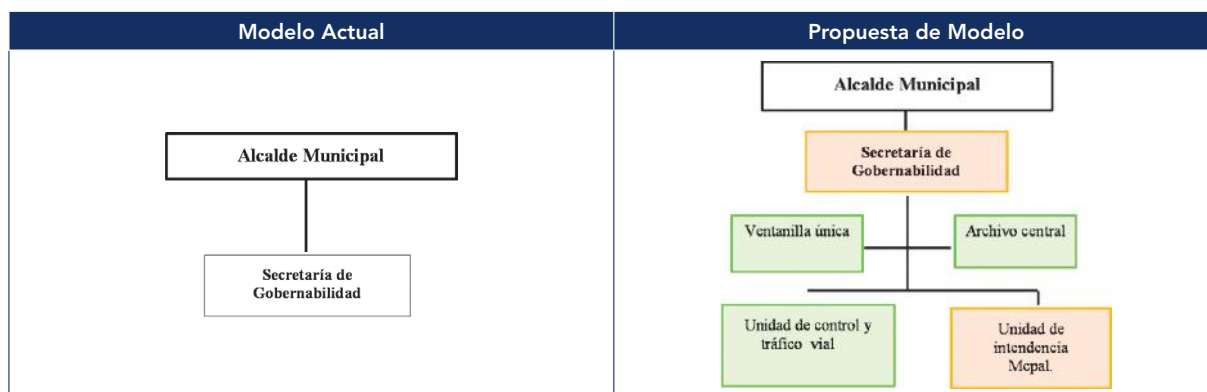 Modelo Actual
Propuesta de Modelo
Alcalde Municipal
Secretaría de
Gobernabilidad
Alcalde Municipal
Secretaría de
Gobernabilidad
Ventanilla única
Archivo central
Unidad de control y
tráfico vial
Unidad de
intendencia
Mcpal.